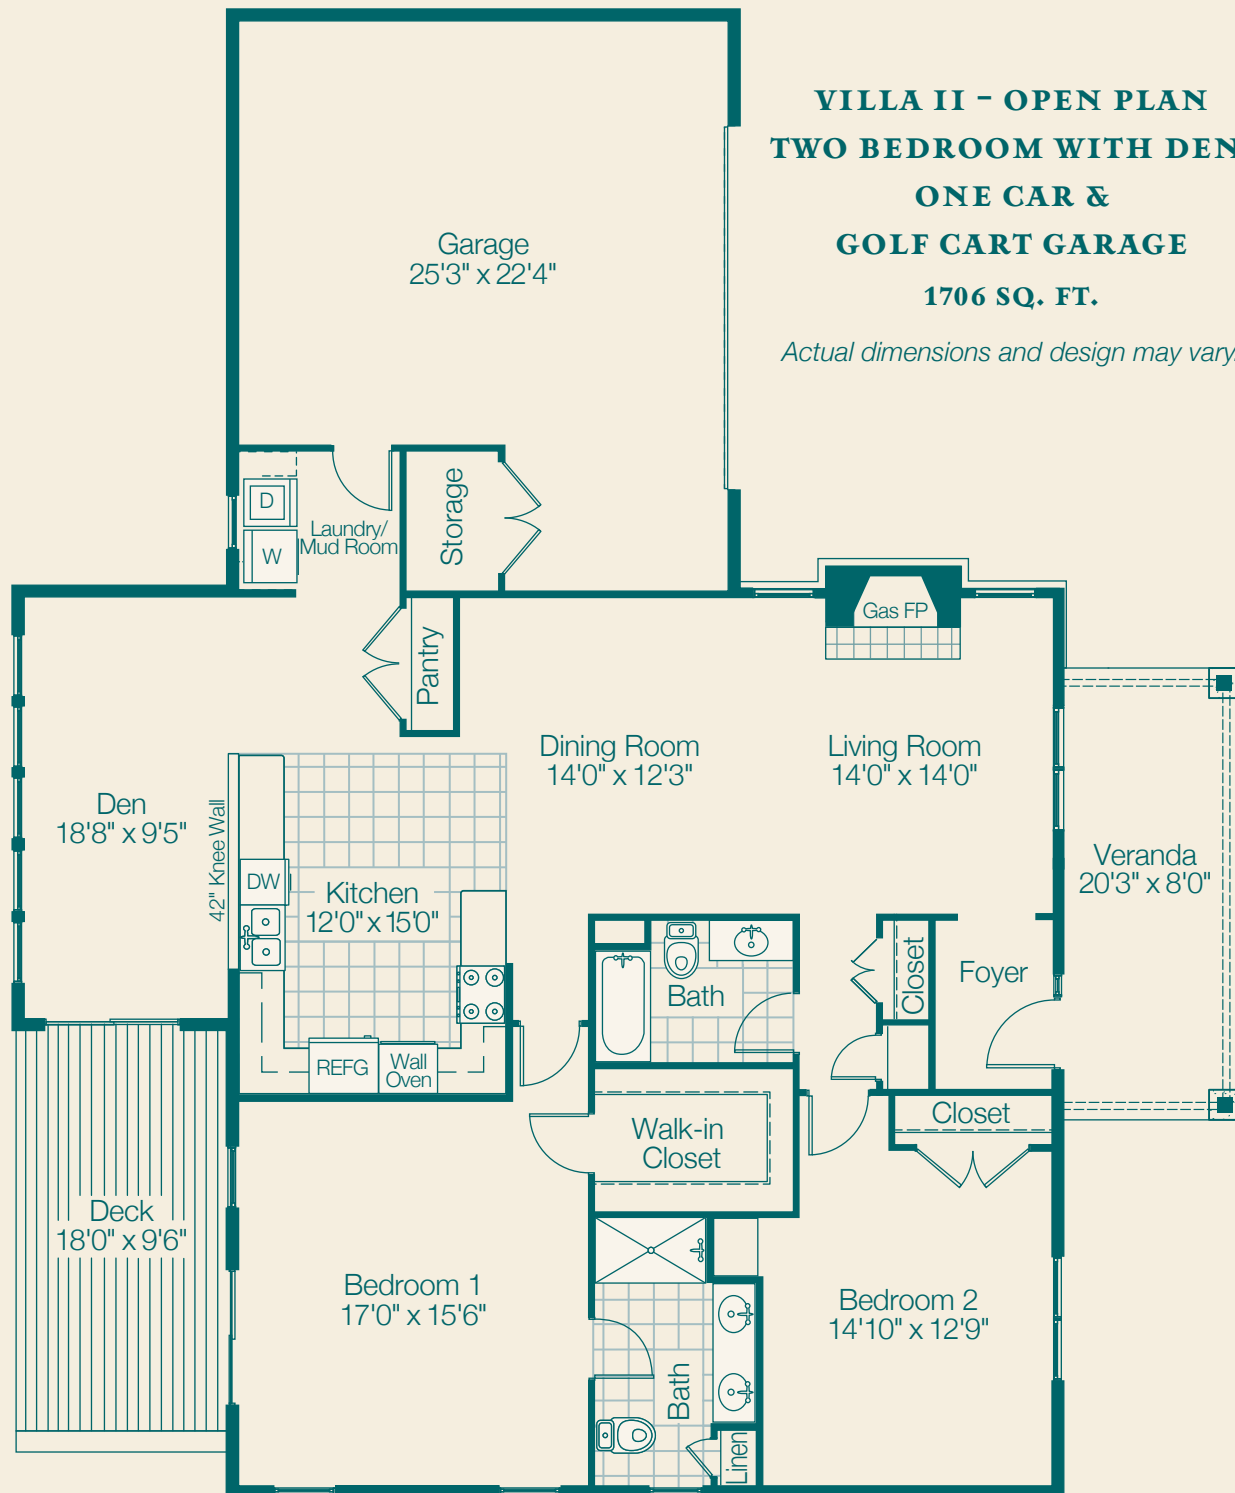 VILLA II - OPEN PLAN
TWO BEDROOM WITH DEN
ONE CAR &
GOLF CART GARAGE
1706 SQ. FT.
Actual dimensions and design may vary.
Garage
25'3" x 22'4"
D
W
Laundry/
Mud Room
Storage
Pantry
Gas FP
Dining Room
14'0" x 12'3"
Living Room
14'0" x 14'0"
Den
18'8" x 9'5"
42" Knee Wall
DW
Kitchen
12'0" x 15'0"
REFG
Wall
Oven
Veranda
20'3" x 8'0"
Bath
Closet
Foyer
Closet
Walk-in
Closet
Deck
18'0" x 9'6"
Bedroom 1
17'0" x 15'6"
Bedroom 2
14'10" x 12'9"
Bath
Linen